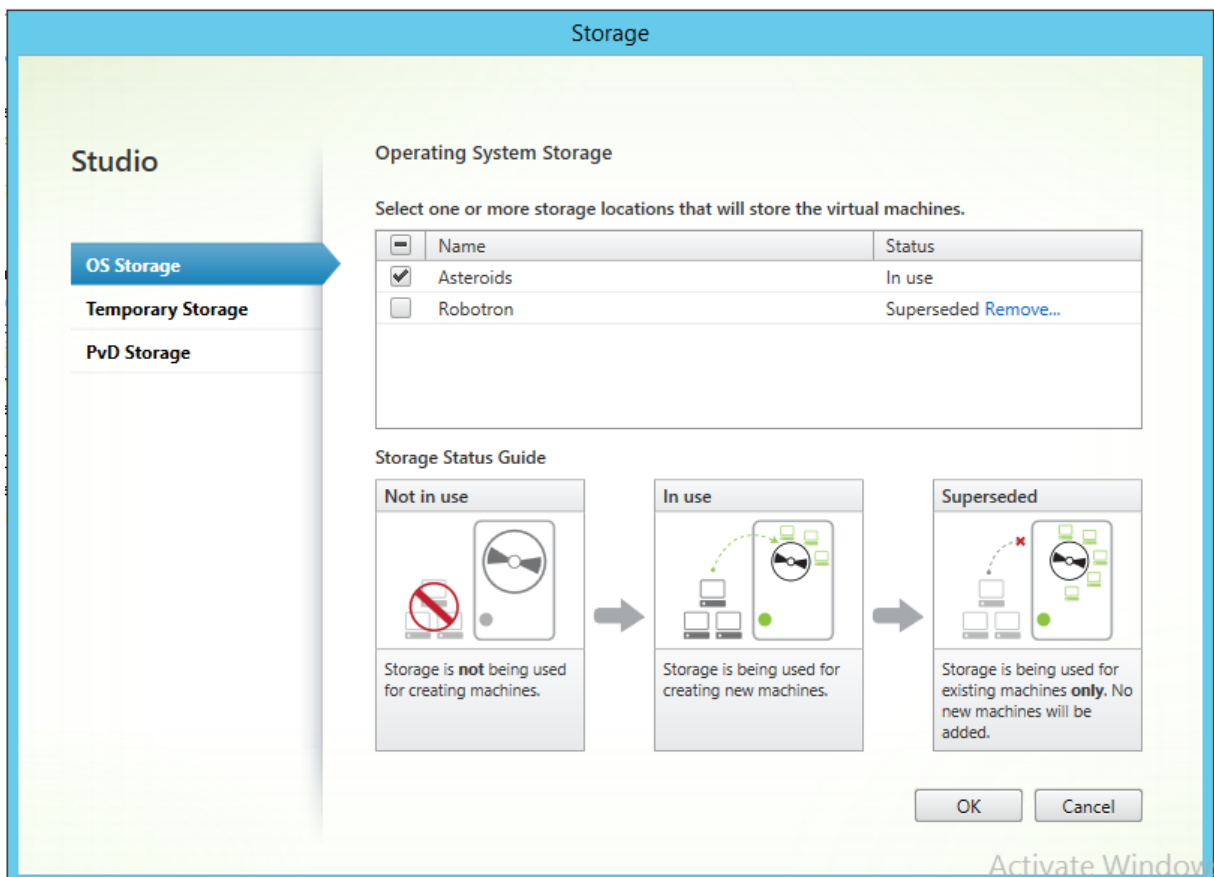 Storage
Studio
OS Storage
Temporary Storage
PvD Storage
Operating System Storage
Select one or more storage locations that will store the virtual machines.
Name Status
Asteroids In use
Robotron Superseded Remove...
Storage Status Guide
Not in use
Storage is not being used
for creating machines.
In use
Storage is being used for
creating new machines.
Superseded
Storage is being used for
existing machines only. No
new machines will be
added.
OK Cancel
Activate Window